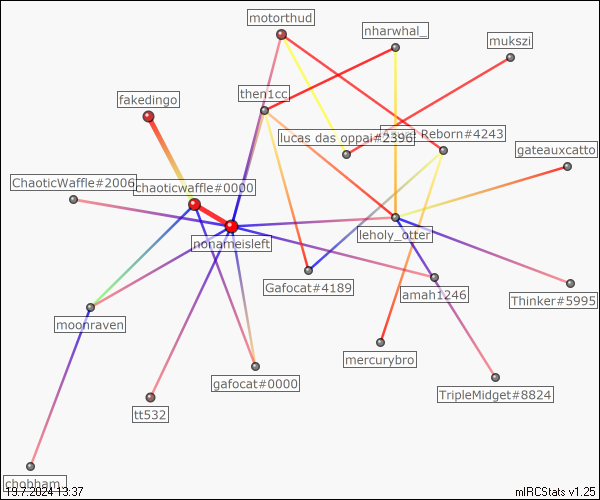 motorthud
nharwhal_
mukszi
then1cc
fakedingo
lucas das oppai#2396
Reborn#4243
gateauxcatto
ChaoticWaffle#2006
chaoticwaffle#0000
nonameisleft
leholy_otter
Gafocat#4189
amah1246
Thinker#5995
moonraven
mercurybro
gafocat#0000
TripleMidget#8824
tt532
chobham_
19.7.2024 13:37
mIRCStats v1.25